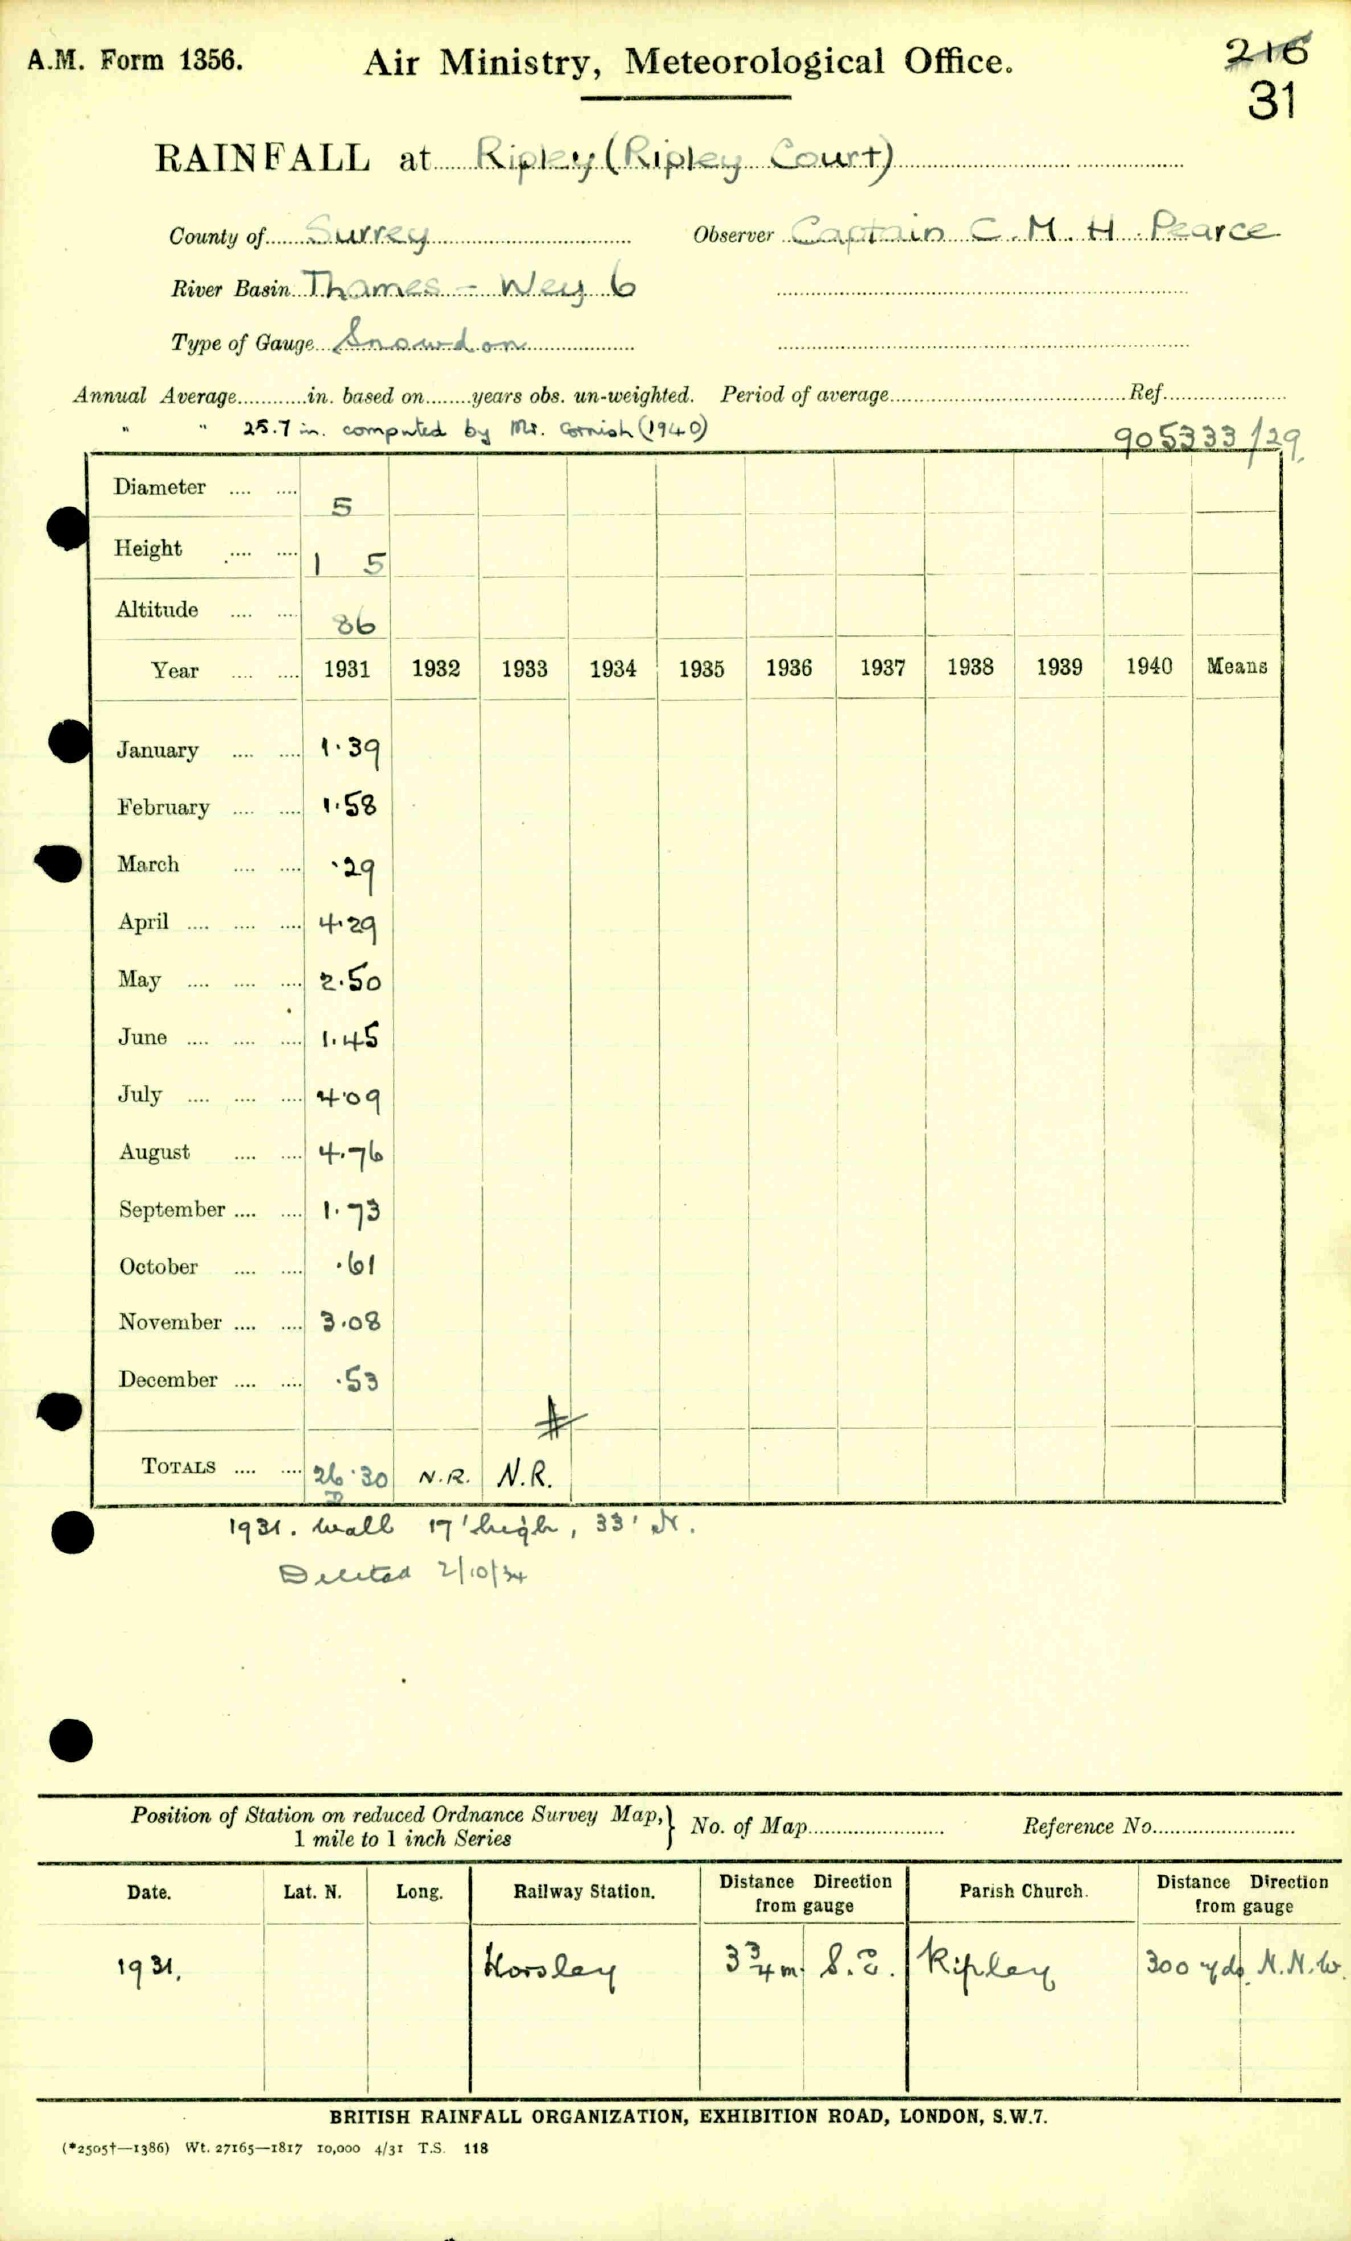 A.M. Form 1356. Air Ministry, Meteorological Office. 216
31
RAINFALL at Ripley (Ripley Court)
County of Surrey Observer Captain C. M. H. Pearce
River Basin Thames - Wey 6
Type of Gauge Snowdon
Annual Average............in. based on........years obs. un-weighted. Period of average........................Ref.....................
" " 25.7 in. computed by Mr. Cornish (1940) 905333/29.
Diameter .... .... 5
Height .... .... 1 5
Altitude .... .... 86
Year .... .... 1931 1932 1933 1934 1935 1936 1937 1938 1939 1940 Means
January .... .... 1.39
February .... .... 1.58
March .... .... .29
April .... .... .... 4.29
May .... .... .... 2.50
June .... .... .... 1.45
July .... .... .... 4.09
August .... .... 4.76
September .... .... 1.73
October .... .... .61
November .... .... 3.08
December .... .... .53
TOTALS .... .... 26.30 N.R. N.R.
1931. Wall 17' high, 33' N.
Deleted 2/10/34
Position of Station on reduced Ordnance Survey Map, } No. of Map........................ Reference No.........................
1 mile to 1 inch Series
Date. Lat. N. Long. Railway Station. Distance Direction from gauge Parish Church. Distance Direction from gauge
1931. Horsley 3 3/4 m. S.E. Ripley 300 yds. N.N.W.
BRITISH RAINFALL ORGANIZATION, EXHIBITION ROAD, LONDON, S.W.7.
(*2505†—1386) Wt. 27165—1817 10,000 4/31 T.S. 118